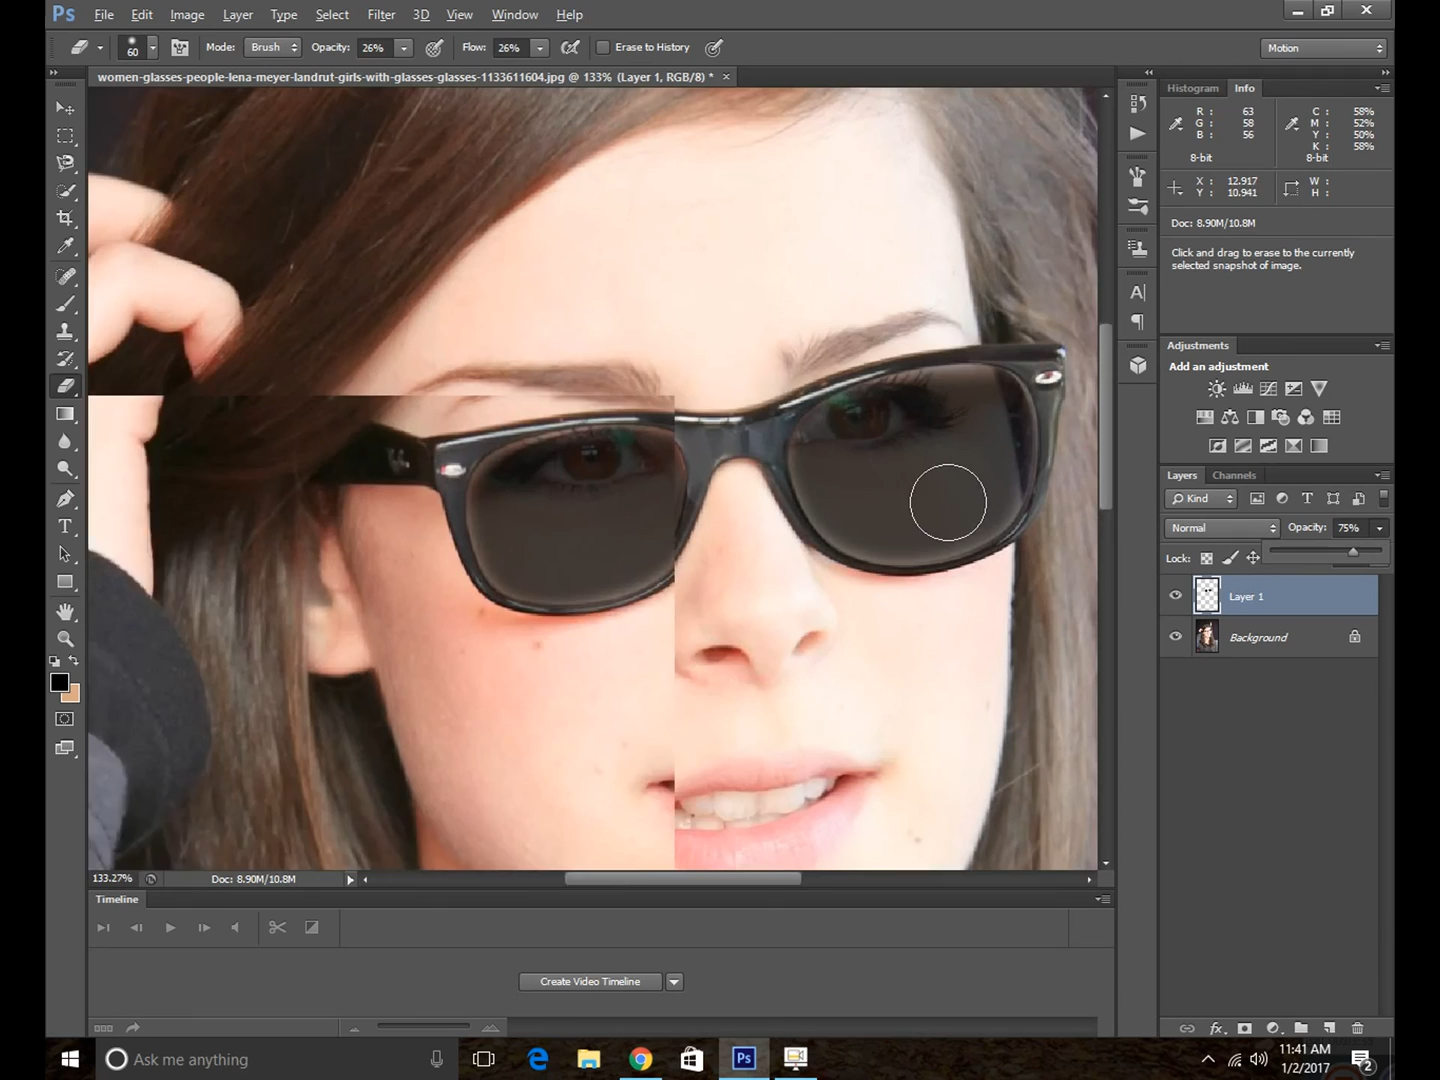 Ps File Edit Image Layer Type Select Filter 3D View Window Help
60 Mode: Brush Opacity: 26% Flow: 26% Erase to History Motion
women-glasses-people-lena-meyer-landrut-girls-with-glasses-glasses-1133611604.jpg @ 133% (Layer 1, RGB/8) * ×
Histogram Info
R : 63 C : 58%
G : 58 M : 52%
B : 56 Y : 50%
K : 58%
8-bit 8-bit
X : 12.917 W :
Y : 10.941 H :
Doc: 8.90M/10.8M
Click and drag to erase to the currently
selected snapshot of image.
Adjustments
Add an adjustment
Layers Channels
Kind
Normal Opacity: 75%
Lock:
Layer 1
Background
133.27% Doc: 8.90M/10.8M
Timeline
Create Video Timeline
Ask me anything
Ps
11:41 AM
1/2/2017
2